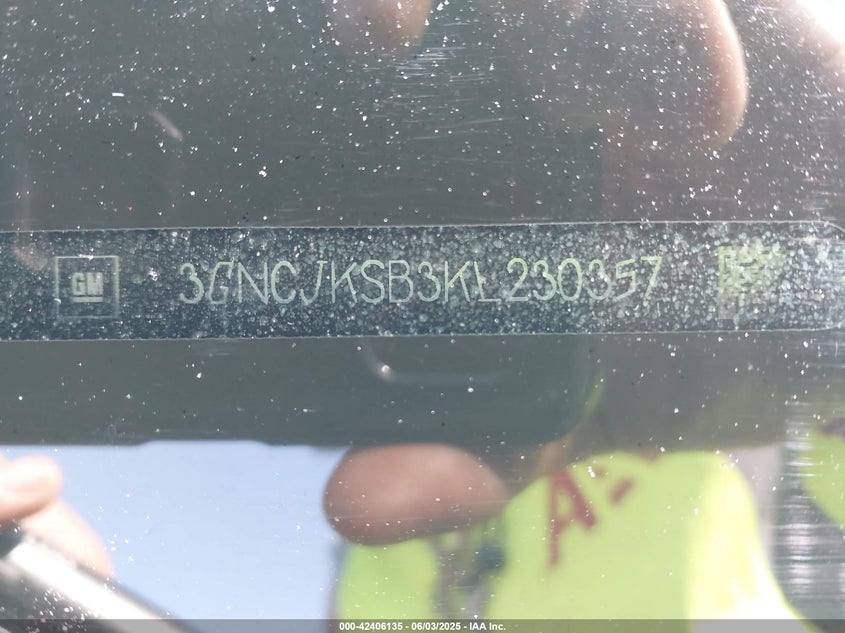 GM 3GNCJKSB3KL230357
A-
000-42406135 - 06/03/2025 - IAA Inc.